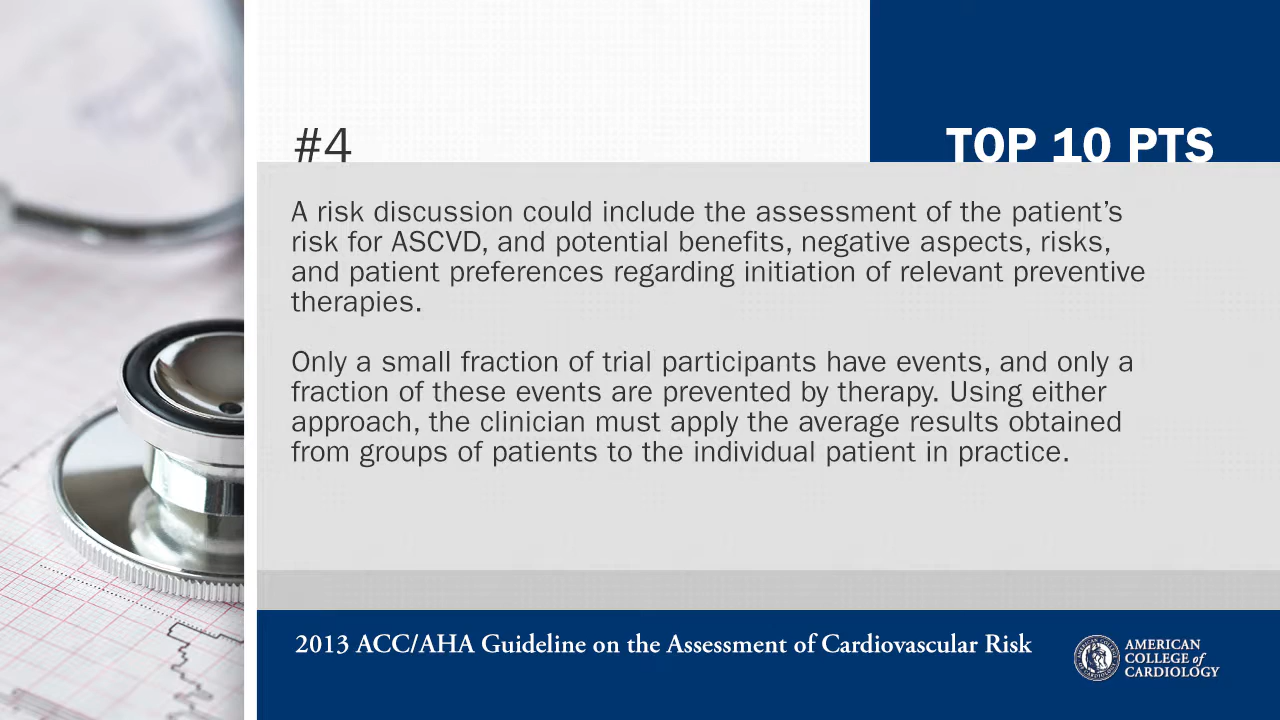 #4
TOP 10 PTS
A risk discussion could include the assessment of the patient’s
risk for ASCVD, and potential benefits, negative aspects, risks,
and patient preferences regarding initiation of relevant preventive
therapies.
Only a small fraction of trial participants have events, and only a
fraction of these events are prevented by therapy. Using either
approach, the clinician must apply the average results obtained
from groups of patients to the individual patient in practice.
2013 ACC/AHA Guideline on the Assessment of Cardiovascular Risk
AMERICAN
COLLEGE of
CARDIOLOGY